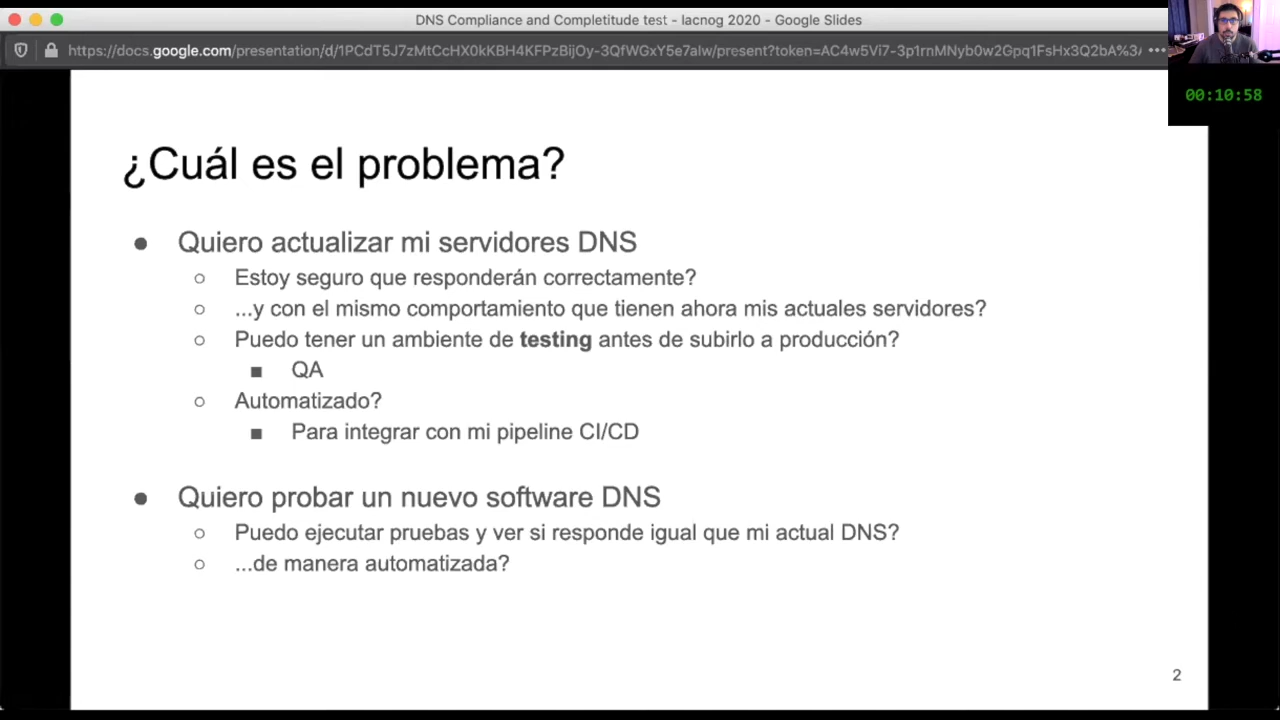 DNS Compliance and Completitude test - lacnog 2020 - Google Slides
https://docs.google.com/presentation/d/1PCdT6J7zMtCcHX0kKBH4KFPzBijOy-3QfWGxY5e7alw/present?token=AC4w5Vi7-3p1rnMNyb0w2Gpq1FsHx3Q2bA%3A
00:10:58
¿Cuál es el problema?
● Quiero actualizar mi servidores DNS
○ Estoy seguro que responderán correctamente?
○ ...y con el mismo comportamiento que tienen ahora mis actuales servidores?
○ Puedo tener un ambiente de testing antes de subirlo a producción?
■ QA
○ Automatizado?
■ Para integrar con mi pipeline CI/CD
● Quiero probar un nuevo software DNS
○ Puedo ejecutar pruebas y ver si responde igual que mi actual DNS?
○ ...de manera automatizada?
2